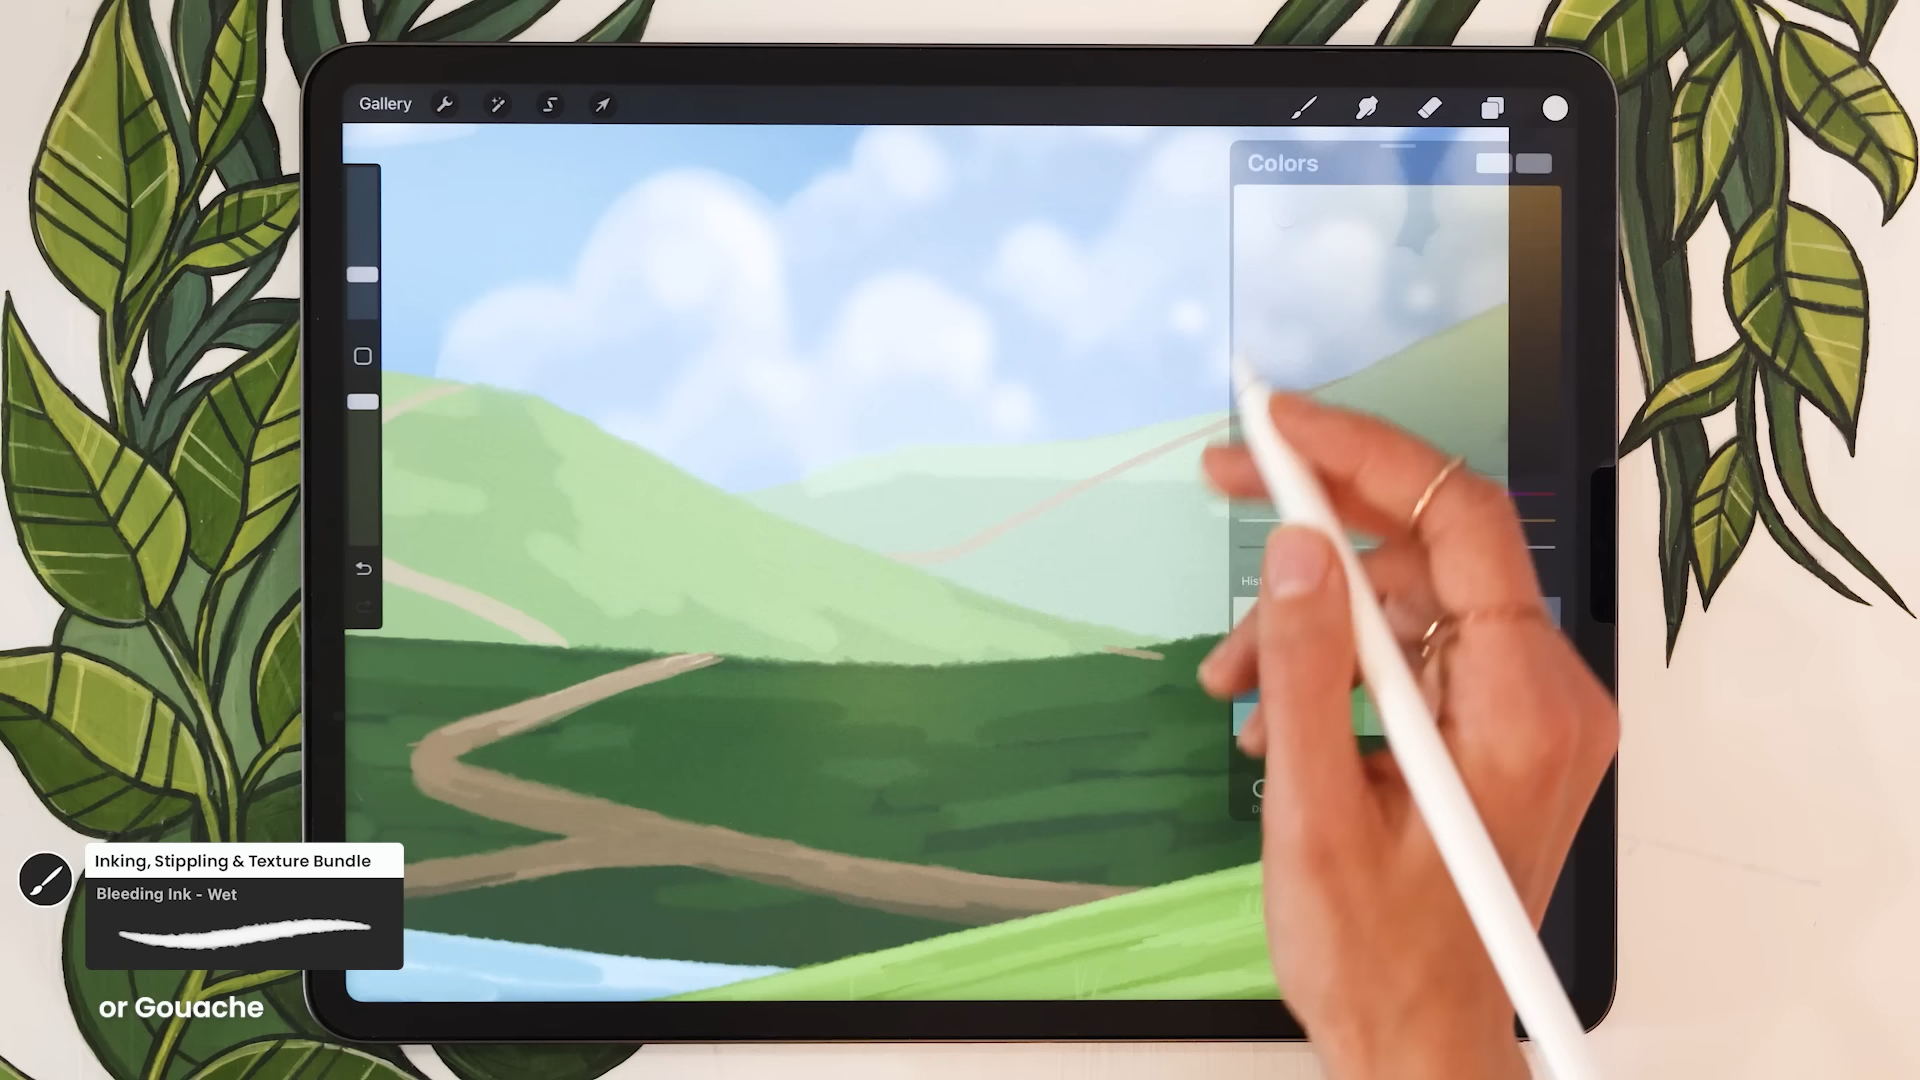 Gallery
Colors
Inking, Stippling & Texture Bundle
Bleeding Ink - Wet
or Gouache